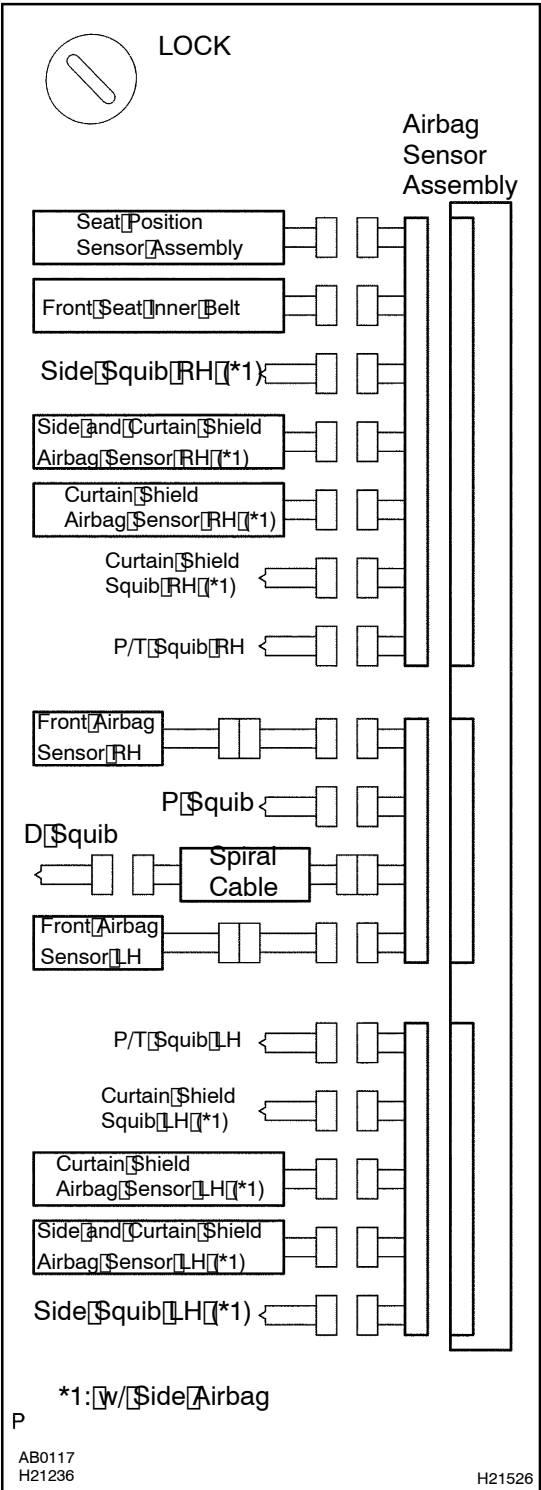 LOCK
Airbag
Sensor
Assembly
Seat Position
Sensor Assembly
Front Seat Inner Belt
Side Squib RH (*1)
Side and Curtain Shield
Airbag Sensor RH (*1)
Curtain Shield
Airbag Sensor RH (*1)
Curtain Shield
Squib RH (*1)
P/T Squib RH
Front Airbag
Sensor RH
P Squib
D Squib
Spiral
Cable
Front Airbag
Sensor LH
P/T Squib LH
Curtain Shield
Squib LH (*1)
Curtain Shield
Airbag Sensor LH (*1)
Side and Curtain Shield
Airbag Sensor LH (*1)
Side Squib LH (*1)
*1: w/ Side Airbag
P
AB0117
H21236
H21526